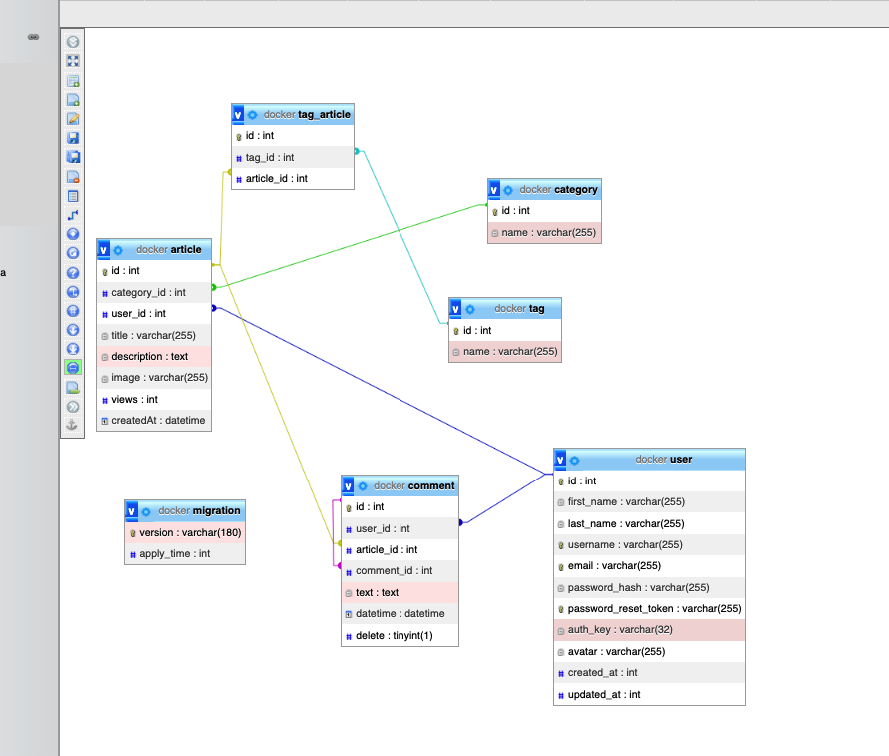 docker tag_article
id : int
tag_id : int
article_id : int
docker category
id : int
name : varchar(255)
docker article
id : int
category_id : int
user_id : int
title : varchar(255)
description : text
image : varchar(255)
views : int
createdAt : datetime
docker tag
id : int
name : varchar(255)
docker user
id : int
first_name : varchar(255)
last_name : varchar(255)
username : varchar(255)
email : varchar(255)
password_hash : varchar(255)
password_reset_token : varchar(255)
auth_key : varchar(32)
avatar : varchar(255)
created_at : int
updated_at : int
docker comment
id : int
user_id : int
article_id : int
comment_id : int
text : text
datetime : datetime
delete : tinyint(1)
docker migration
version : varchar(180)
apply_time : int
a